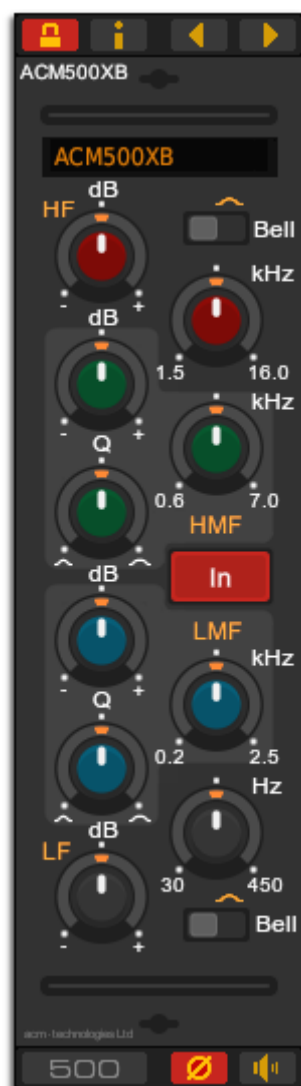 ACM500XB
ACM500XB
dB
HF
Bell
kHz
- +
dB
1.5 16.0
kHz
- +
Q
0.6 7.0
HMF
In
dB
LMF
kHz
- +
Q
0.2 2.5
Hz
dB
LF
30 450
Bell
- +
acm-technologies Ltd
500